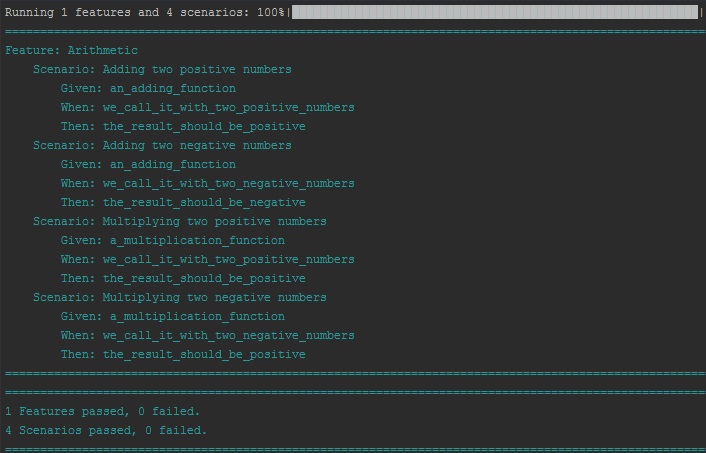 Running 1 features and 4 scenarios: 100%| |
Feature: Arithmetic
Scenario: Adding two positive numbers
Given: an_adding_function
When: we_call_it_with_two_positive_numbers
Then: the_result_should_be_positive
Scenario: Adding two negative numbers
Given: an_adding_function
When: we_call_it_with_two_negative_numbers
Then: the_result_should_be_negative
Scenario: Multiplying two positive numbers
Given: a_multiplication_function
When: we_call_it_with_two_positive_numbers
Then: the_result_should_be_positive
Scenario: Multiplying two negative numbers
Given: a_multiplication_function
When: we_call_it_with_two_negative_numbers
Then: the_result_should_be_positive
1 Features passed, 0 failed.
4 Scenarios passed, 0 failed.